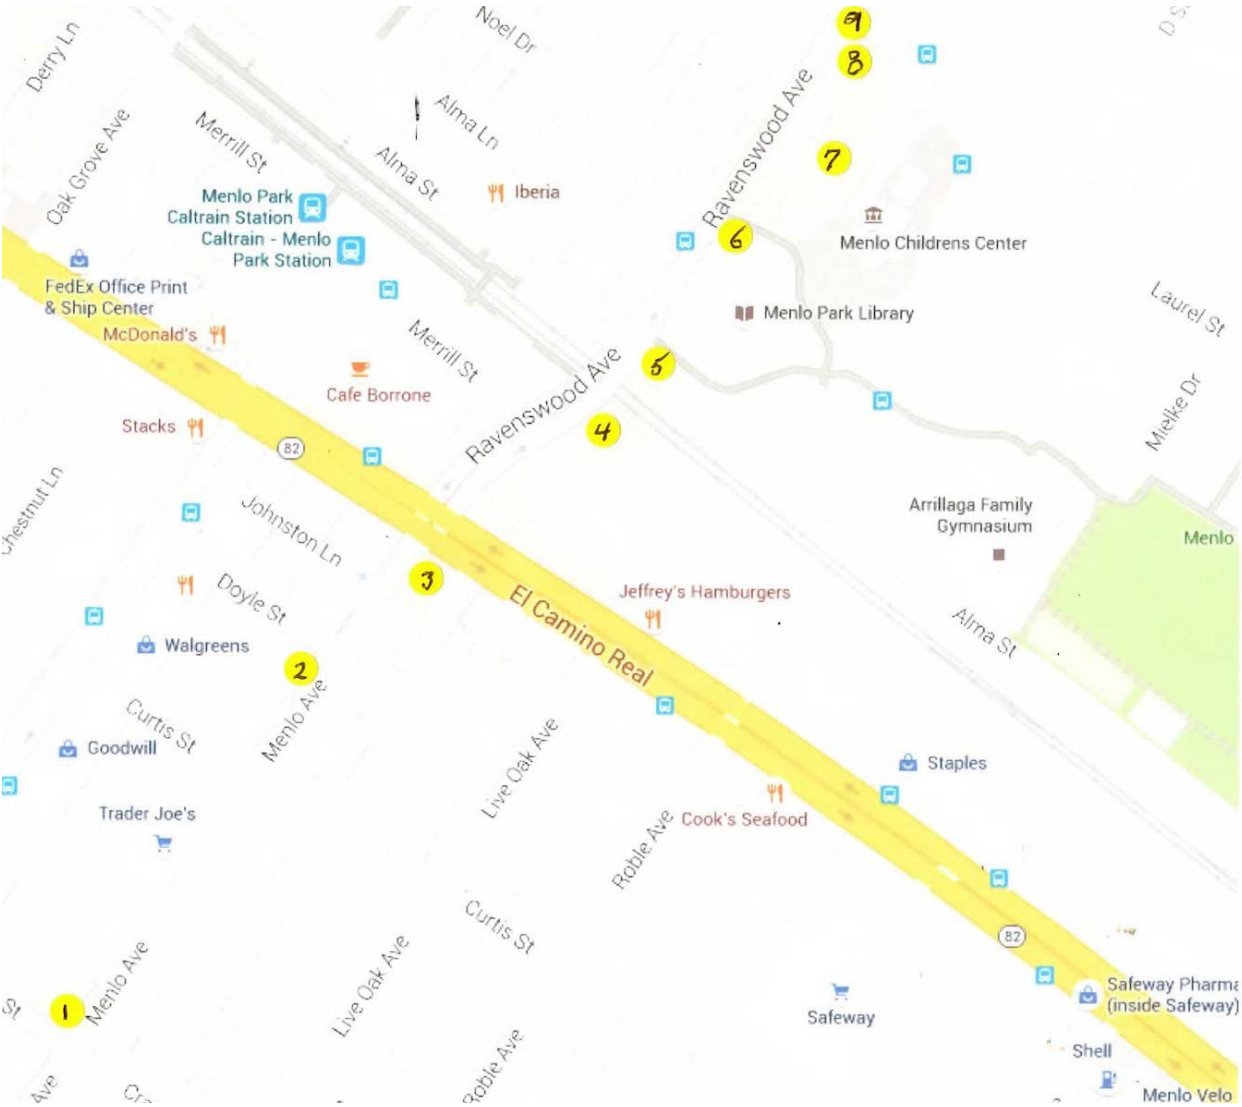 Derry Ln
Noel Dr
9
8
Oak Grove Ave
Merrill St
Alma Ln
Alma St
Ravenswood Ave
7
Iberia
Menlo Park
Caltrain Station
Caltrain - Menlo
Park Station
6
Menlo Childrens Center
FedEx Office Print
& Ship Center
McDonald's
Merrill St
Menlo Park Library
Laurel St
Cafe Borrone
Ravenswood Ave
5
Mielke Dr
Stacks
82
4
Chestnut Ln
Johnston Ln
Arrillaga Family
Gymnasium
Menlo
3
Doyle St
El Camino Real
Jeffrey's Hamburgers
Alma St
Walgreens
2
Menlo Ave
Curtis St
Goodwill
Live Oak Ave
Staples
Trader Joe's
Cook's Seafood
Roble Ave
Curtis St
82
1
Menlo Ave
St
Live Oak Ave
Safeway
Safeway Pharma
(inside Safeway)
Roble Ave
Shell
Ave
Cra
Menlo Velo